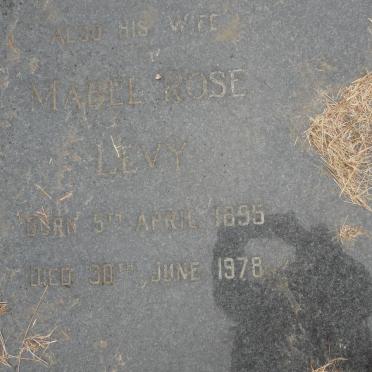 ALSO HIS WIFE
MABEL ROSE
LEVY
BORN 5TH APRIL 1895
DIED 30TH JUNE 1978